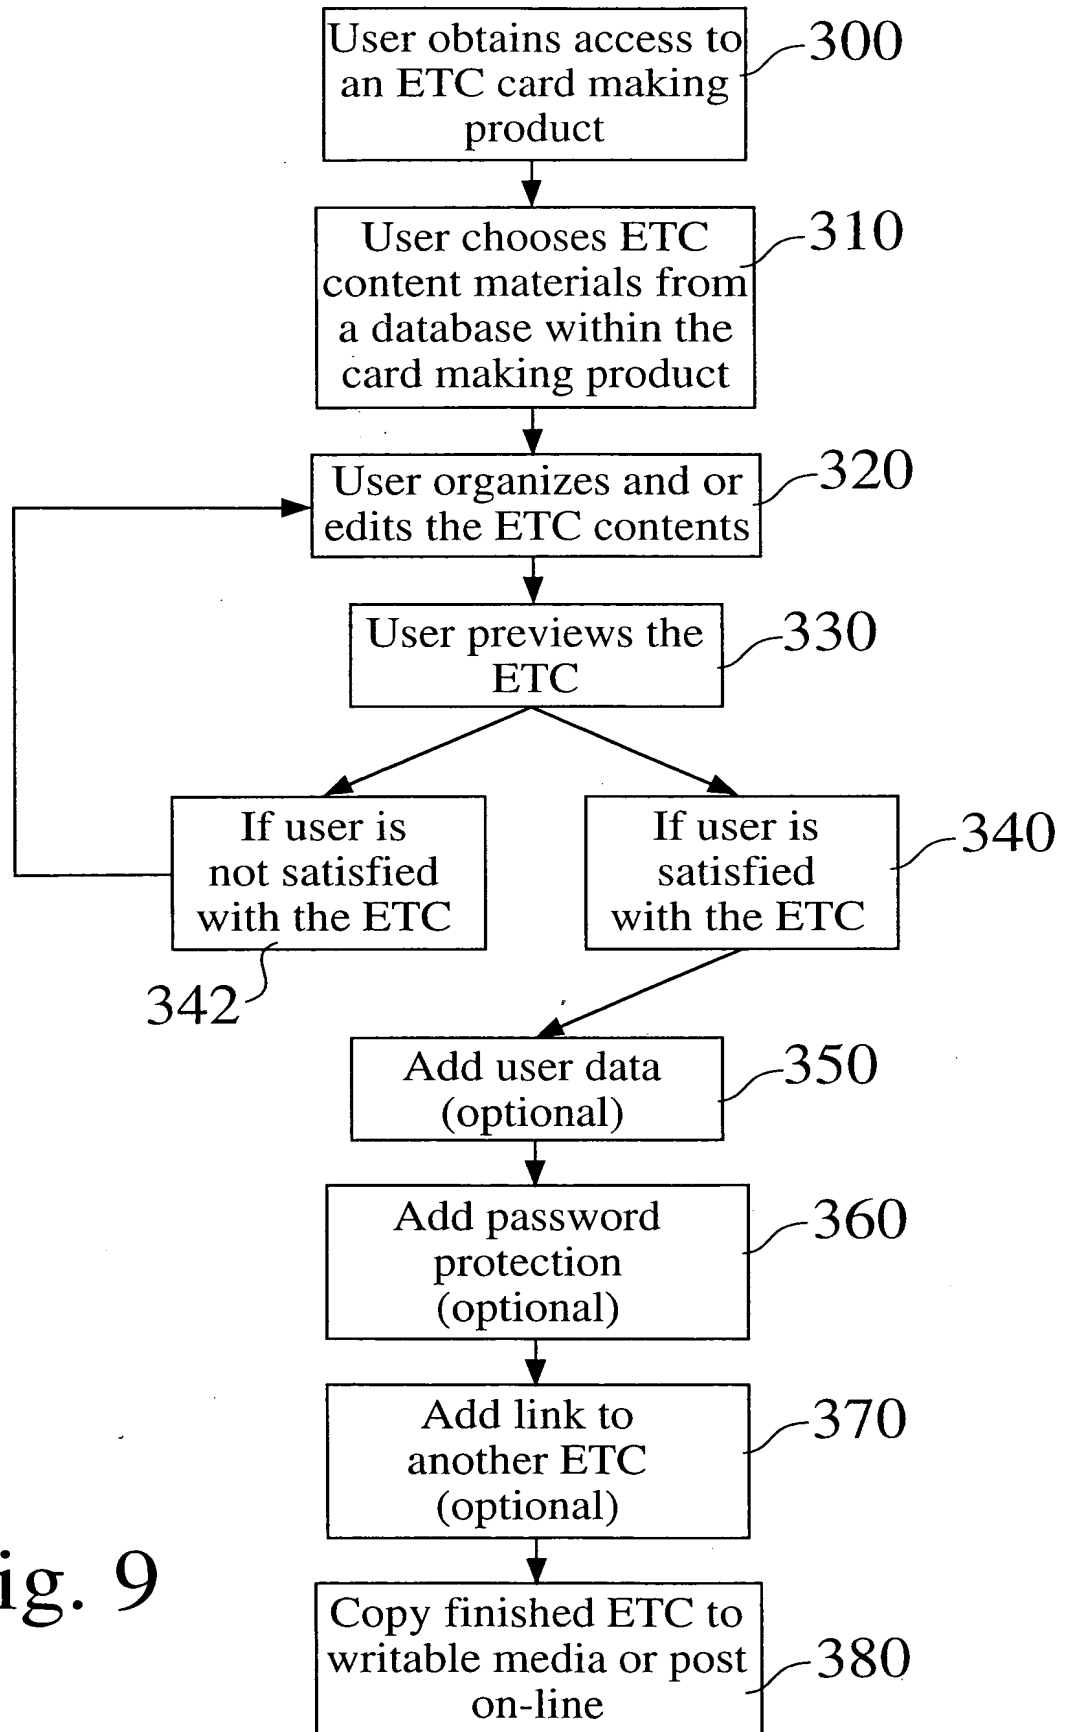 User obtains access to
an ETC card making
product
300
User chooses ETC
content materials from
a database within the
card making product
310
User organizes and or
edits the ETC contents
320
User previews the
ETC
330
If user is
not satisfied
with the ETC
342
If user is
satisfied
with the ETC
340
Add user data
(optional)
350
Add password
protection
(optional)
360
Add link to
another ETC
(optional)
370
ig. 9
Copy finished ETC to
writable media or post
on-line
380